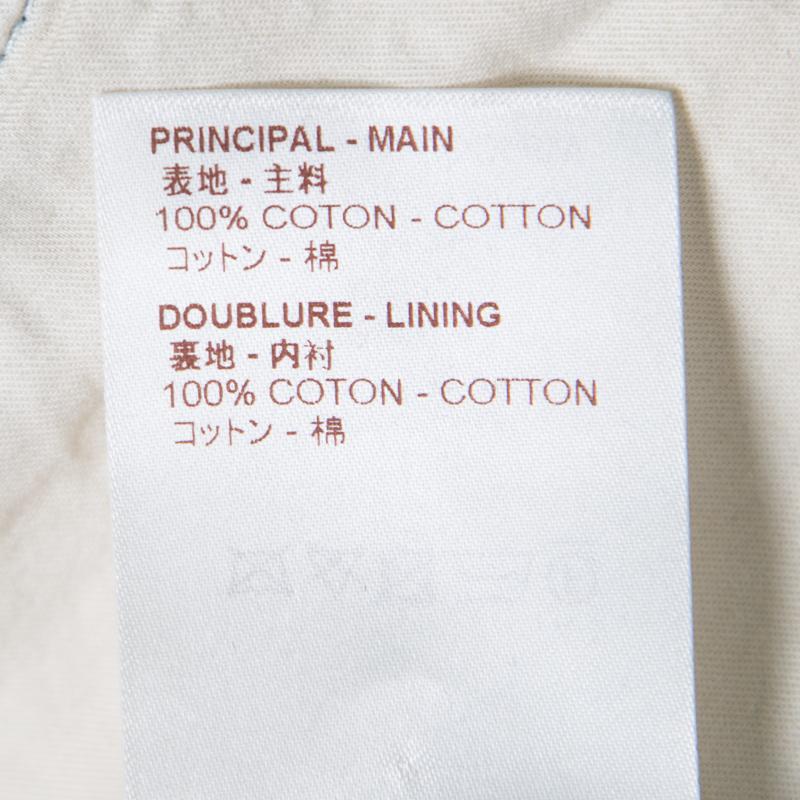 PRINCIPAL - MAIN
表地 - 主料
100% COTON - COTTON
コットン - 棉
DOUBLURE - LINING
裏地 - 内衬
100% COTON - COTTON
コットン - 棉